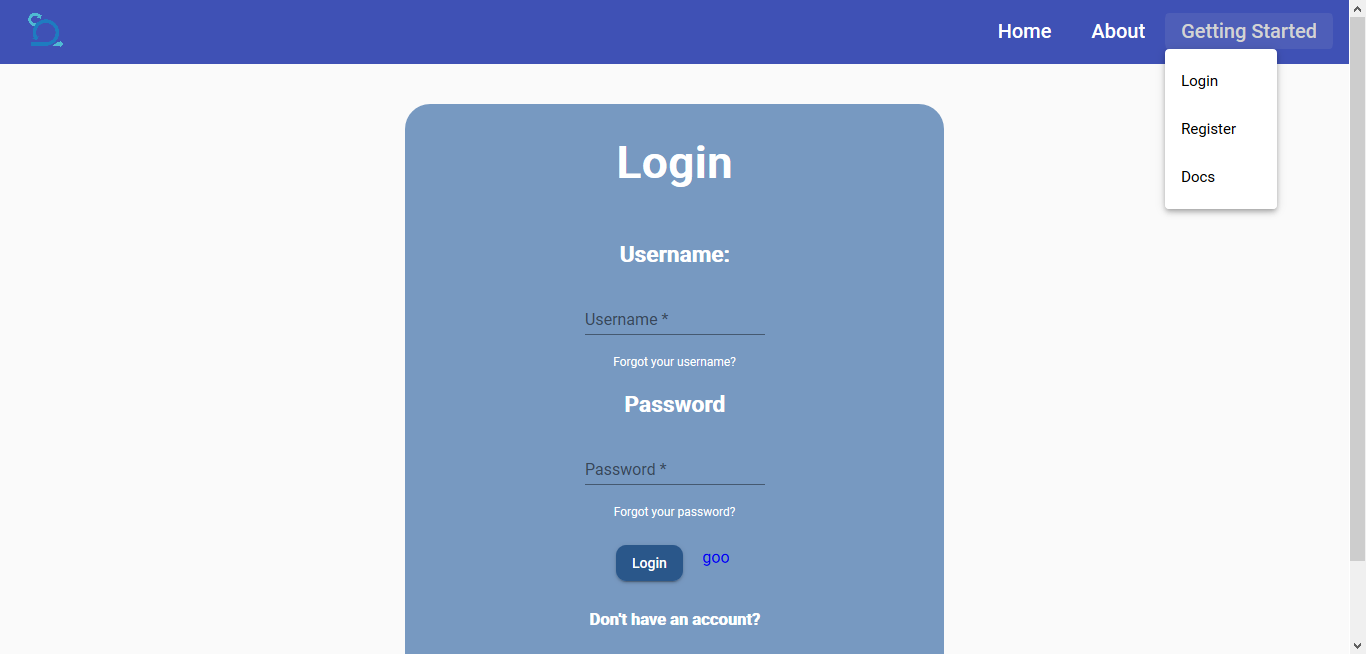 Home About Getting Started
Login
Register
Docs
Login
Username:
Username *
Forgot your username?
Password
Password *
Forgot your password?
Login goo
Don't have an account?